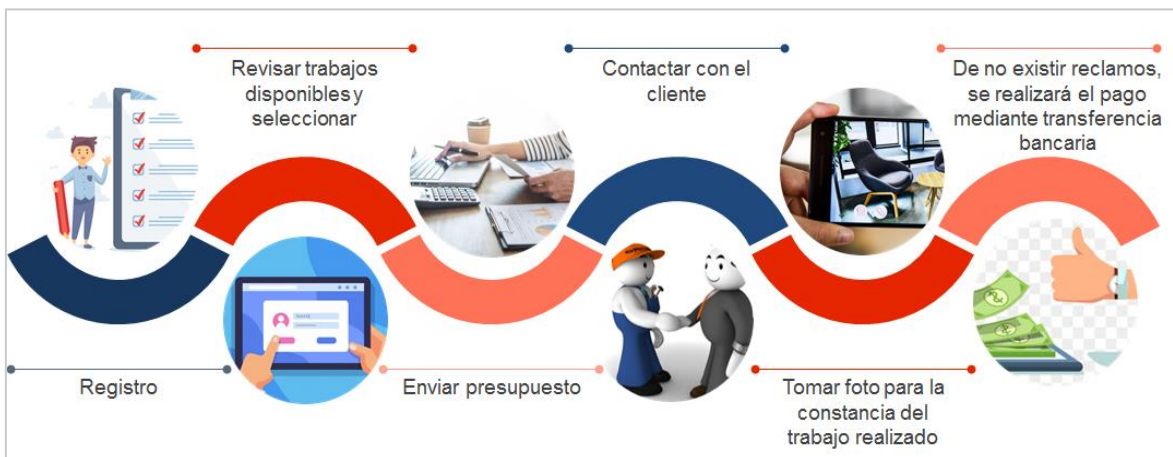 Registro
Revisar trabajos
disponibles y
seleccionar
Enviar presupuesto
Contactar con el
cliente
Tomar foto para la
constancia del
trabajo realizado
De no existir reclamos,
se realizará el pago
mediante transferencia
bancaria